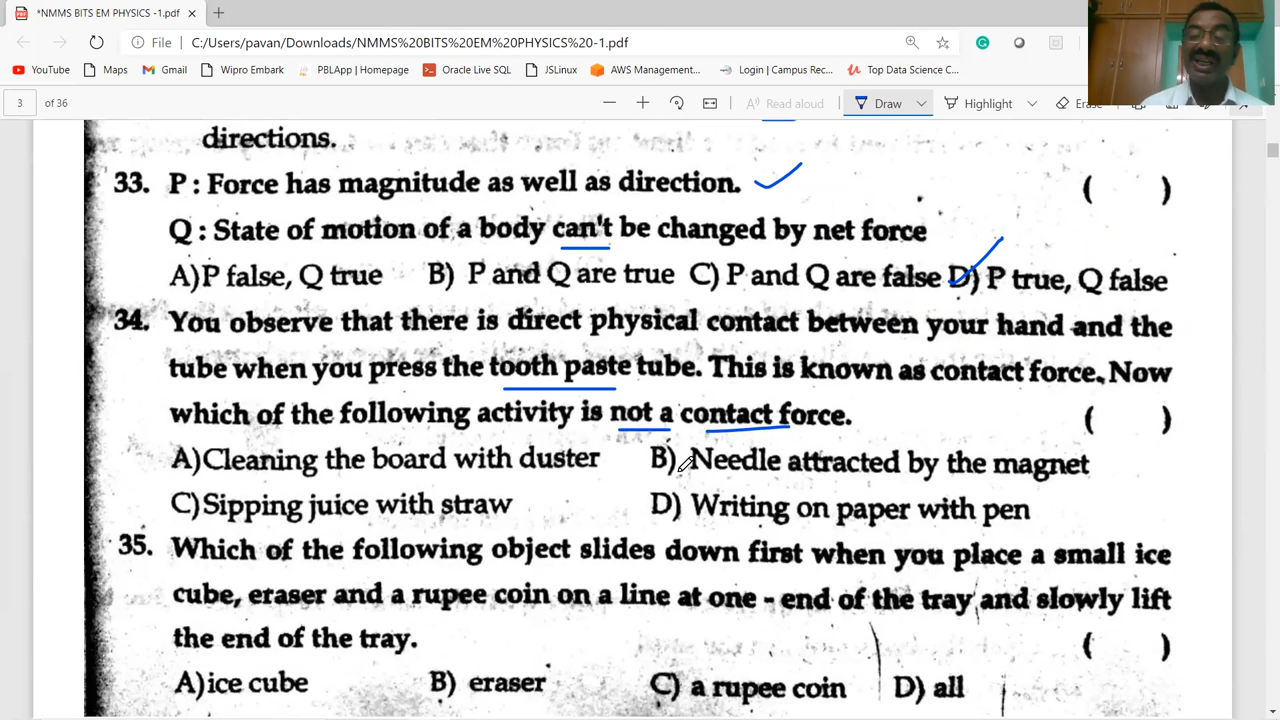 *NMMS BITS EM PHYSICS -1.pdf
File C:/Users/pavan/Downloads/NMMS%20BITS%20EM%20PHYSICS%20-1.pdf
YouTube Maps Gmail Wipro Embark PBLApp | Homepage Oracle Live SQL JSLinux AWS Management... Login | Campus Rec... Top Data Science C...
3 of 36 Read aloud Draw Highlight Erase
directions.
33. P : Force has magnitude as well as direction. ( )
Q : State of motion of a body can't be changed by net force
A)P false, Q true B) P and Q are true C) P and Q are false D) P true, Q false
34. You observe that there is direct physical contact between your hand and the
tube when you press the tooth paste tube. This is known as contact force. Now
which of the following activity is not a contact force. ( )
A)Cleaning the board with duster B) Needle attracted by the magnet
C)Sipping juice with straw D) Writing on paper with pen
35. Which of the following object slides down first when you place a small ice
cube, eraser and a rupee coin on a line at one - end of the tray and slowly lift
the end of the tray. ( )
A)ice cube B) eraser C) a rupee coin D) all